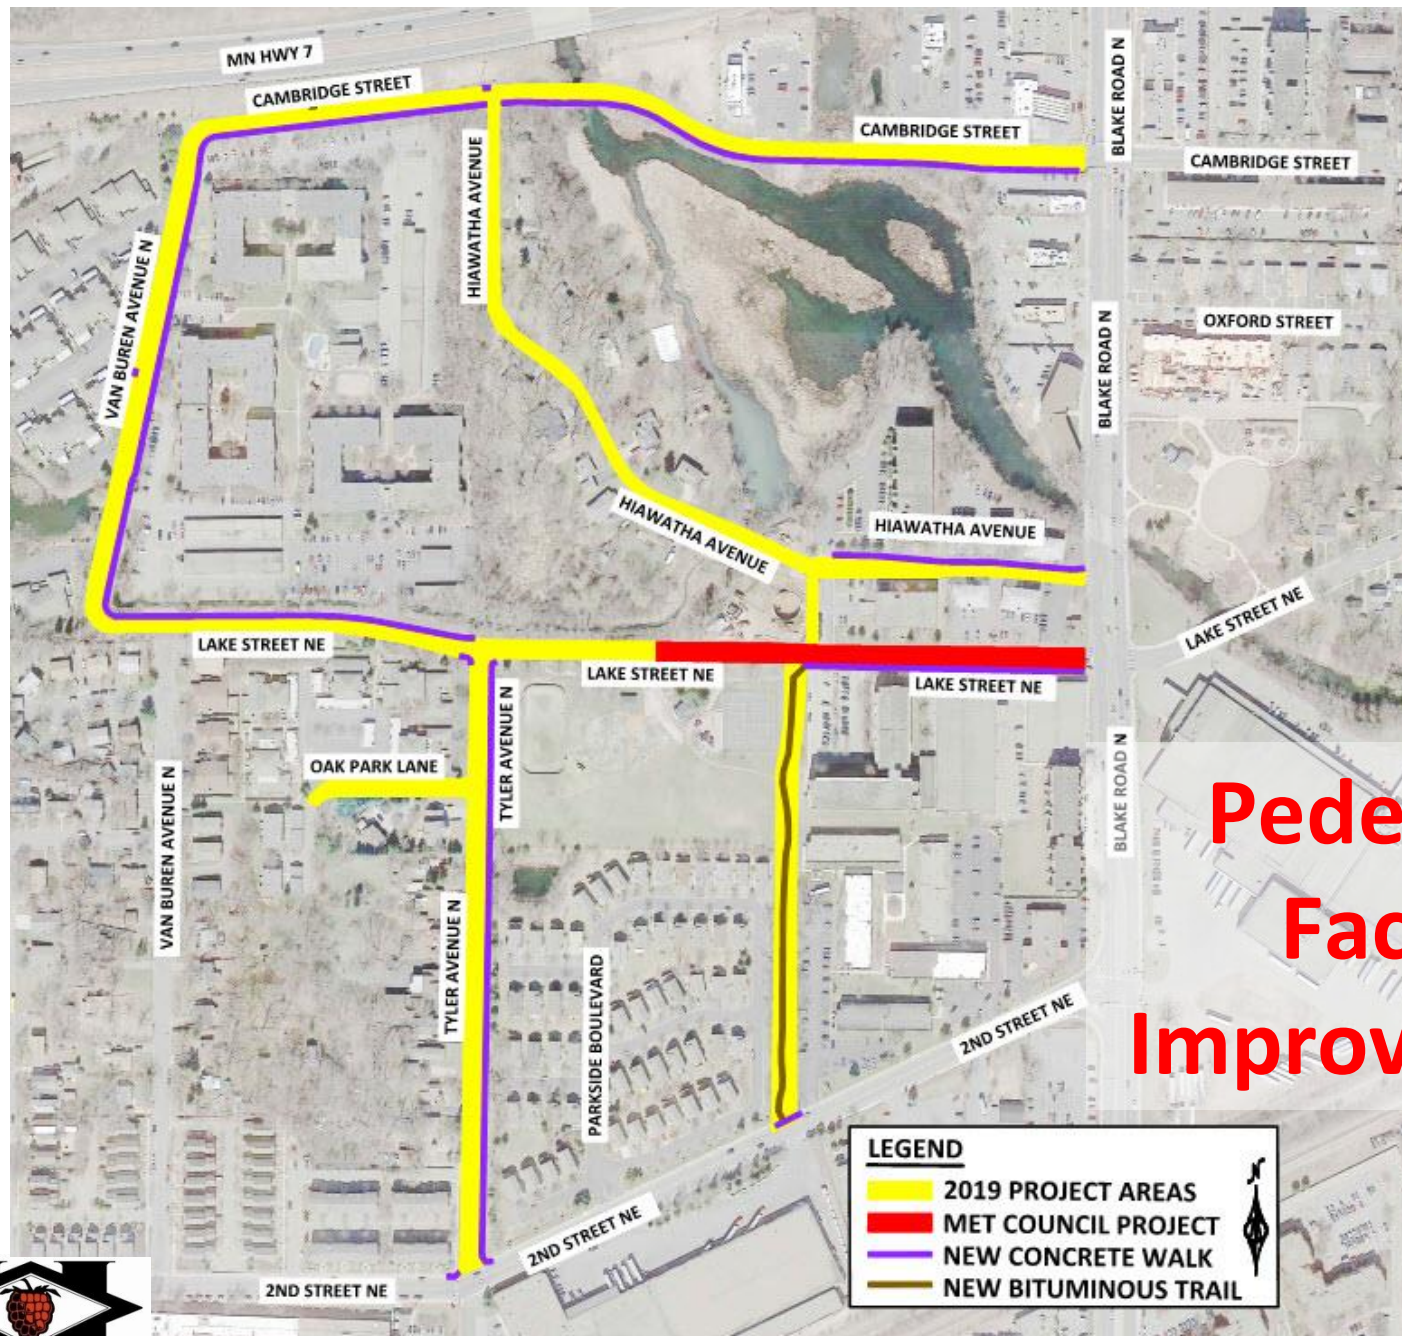 MN HWY 7
CAMBRIDGE STREET
BLAKE ROAD N
CAMBRIDGE STREET
CAMBRIDGE STREET
HIAWATHA AVENUE
VAN BUREN AVENUE N
OXFORD STREET
BLAKE ROAD N
HIAWATHA AVENUE
HIAWATHA AVENUE
LAKE STREET NE
LAKE STREET NE
LAKE STREET NE
LAKE STREET NE
TYLER AVENUE N
OAK PARK LANE
BLAKE ROAD N
VAN BUREN AVENUE N
TYLER AVENUE N
PARKSIDE BOULEVARD
2ND STREET NE
2ND STREET NE
2ND STREET NE
Pede
Fac
Improv
LEGEND
2019 PROJECT AREAS
MET COUNCIL PROJECT
NEW CONCRETE WALK
NEW BITUMINOUS TRAIL
N